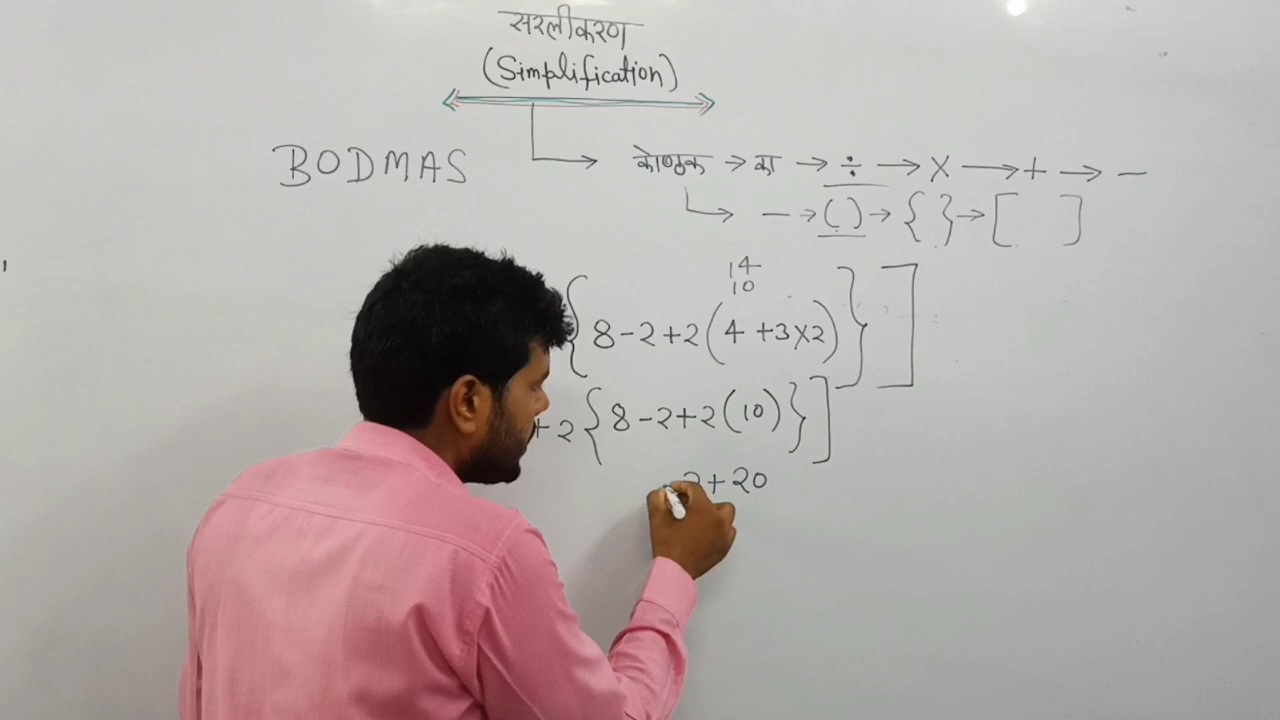 सरलीकरण
(Simplification)
BODMAS कोष्ठक → का → ÷ → × → + → −
— → ( ) → { } → [ ]
14
10
{ 8-2+2 ( 4 +3×2) } ]
+ 2 { 8-2+2 (10) } ]
2+20